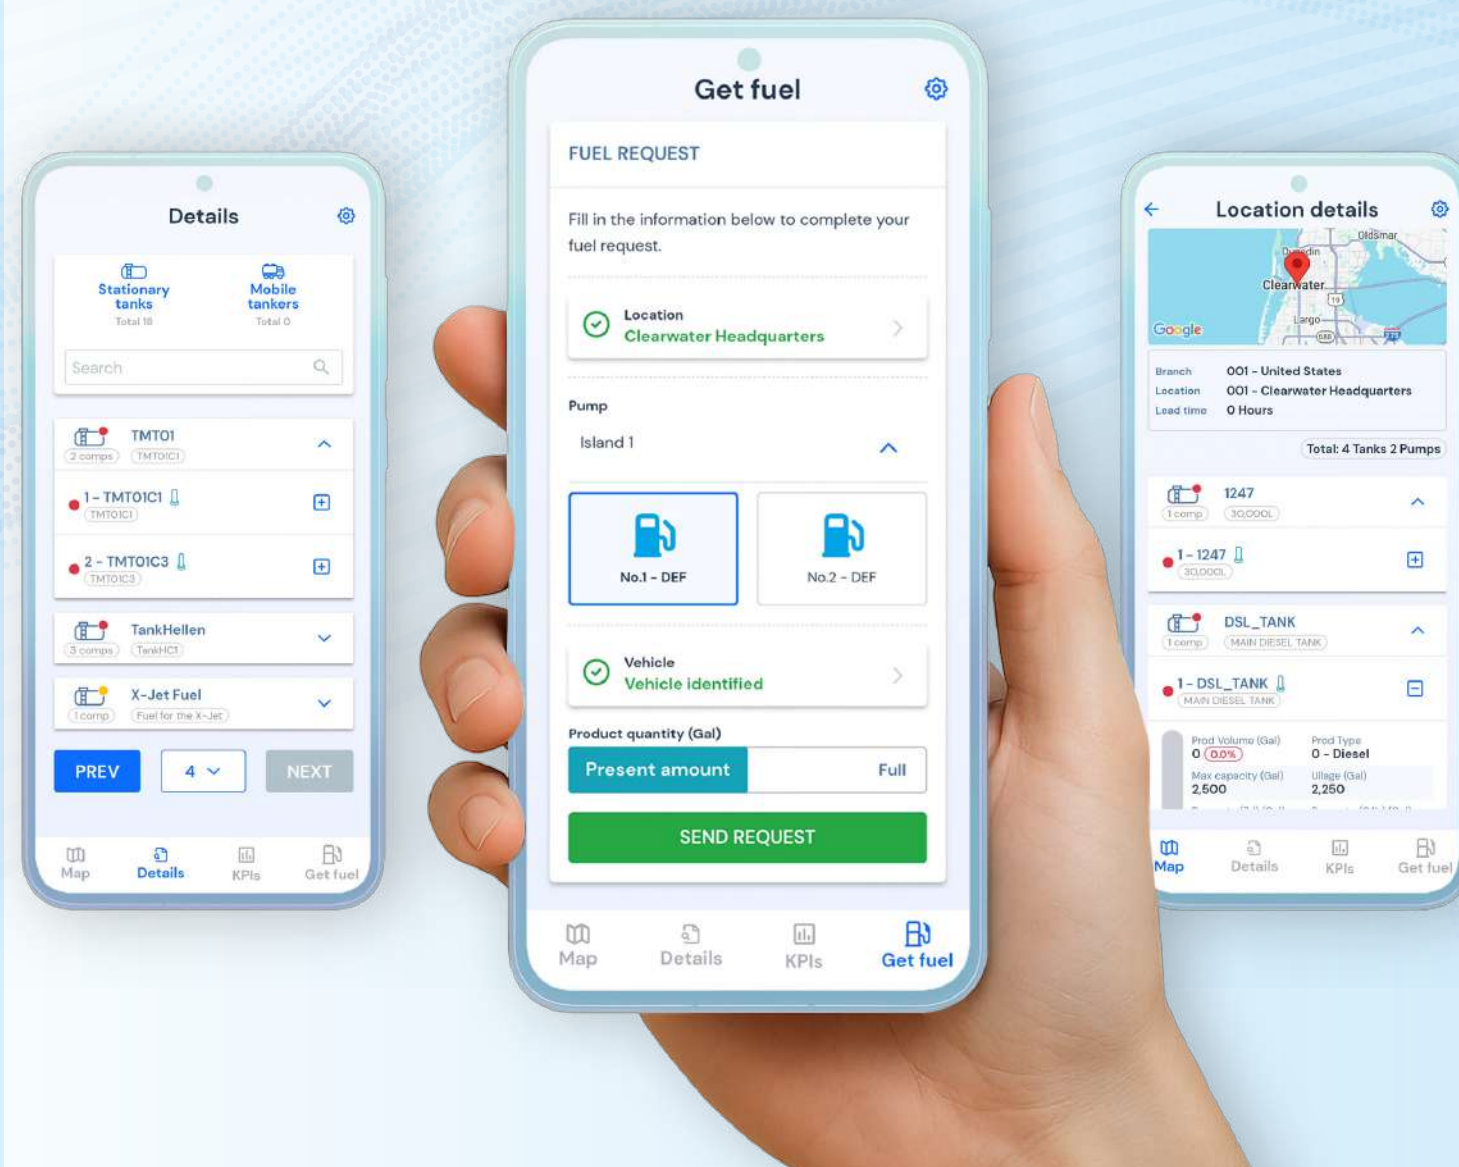 Details
Stationary
tanks
Total 18
Mobile
tankers
Total 0
Search
TMT01
2 comps
TMT01C1
1 - TMT01C1
TMT01C1
2 - TMT01C3
TMT01C3
TankHellen
3 comps
TankHC1
X-Jet Fuel
1 comp
Fuel for the X-Jet
PREV
4
NEXT
Map
Details
KPIs
Get fuel
Get fuel
FUEL REQUEST
Fill in the information below to complete your
fuel request.
Location
Clearwater Headquarters
Pump
Island 1
No.1 - DEF
No.2 - DEF
Vehicle
Vehicle identified
Product quantity (Gal)
Present amount
Full
SEND REQUEST
Map
Details
KPIs
Get fuel
Location details
Oldsmar
Dunedin
Clearwater
19
Largo
688
Google
Branch 001 - United States
Location 001 - Clearwater Headquarters
Lead time 0 Hours
Total: 4 Tanks 2 Pumps
1247
1 comp
30,000L
1 - 1247
30,000L
DSL_TANK
1 comp
MAIN DIESEL TANK
1 - DSL_TANK
MAIN DIESEL TANK
Prod Volume (Gal) Prod Type
0 0.0% 0 - Diesel
Max capacity (Gal) Ullage (Gal)
2,500 2,250
Map
Details
KPIs
Get fuel